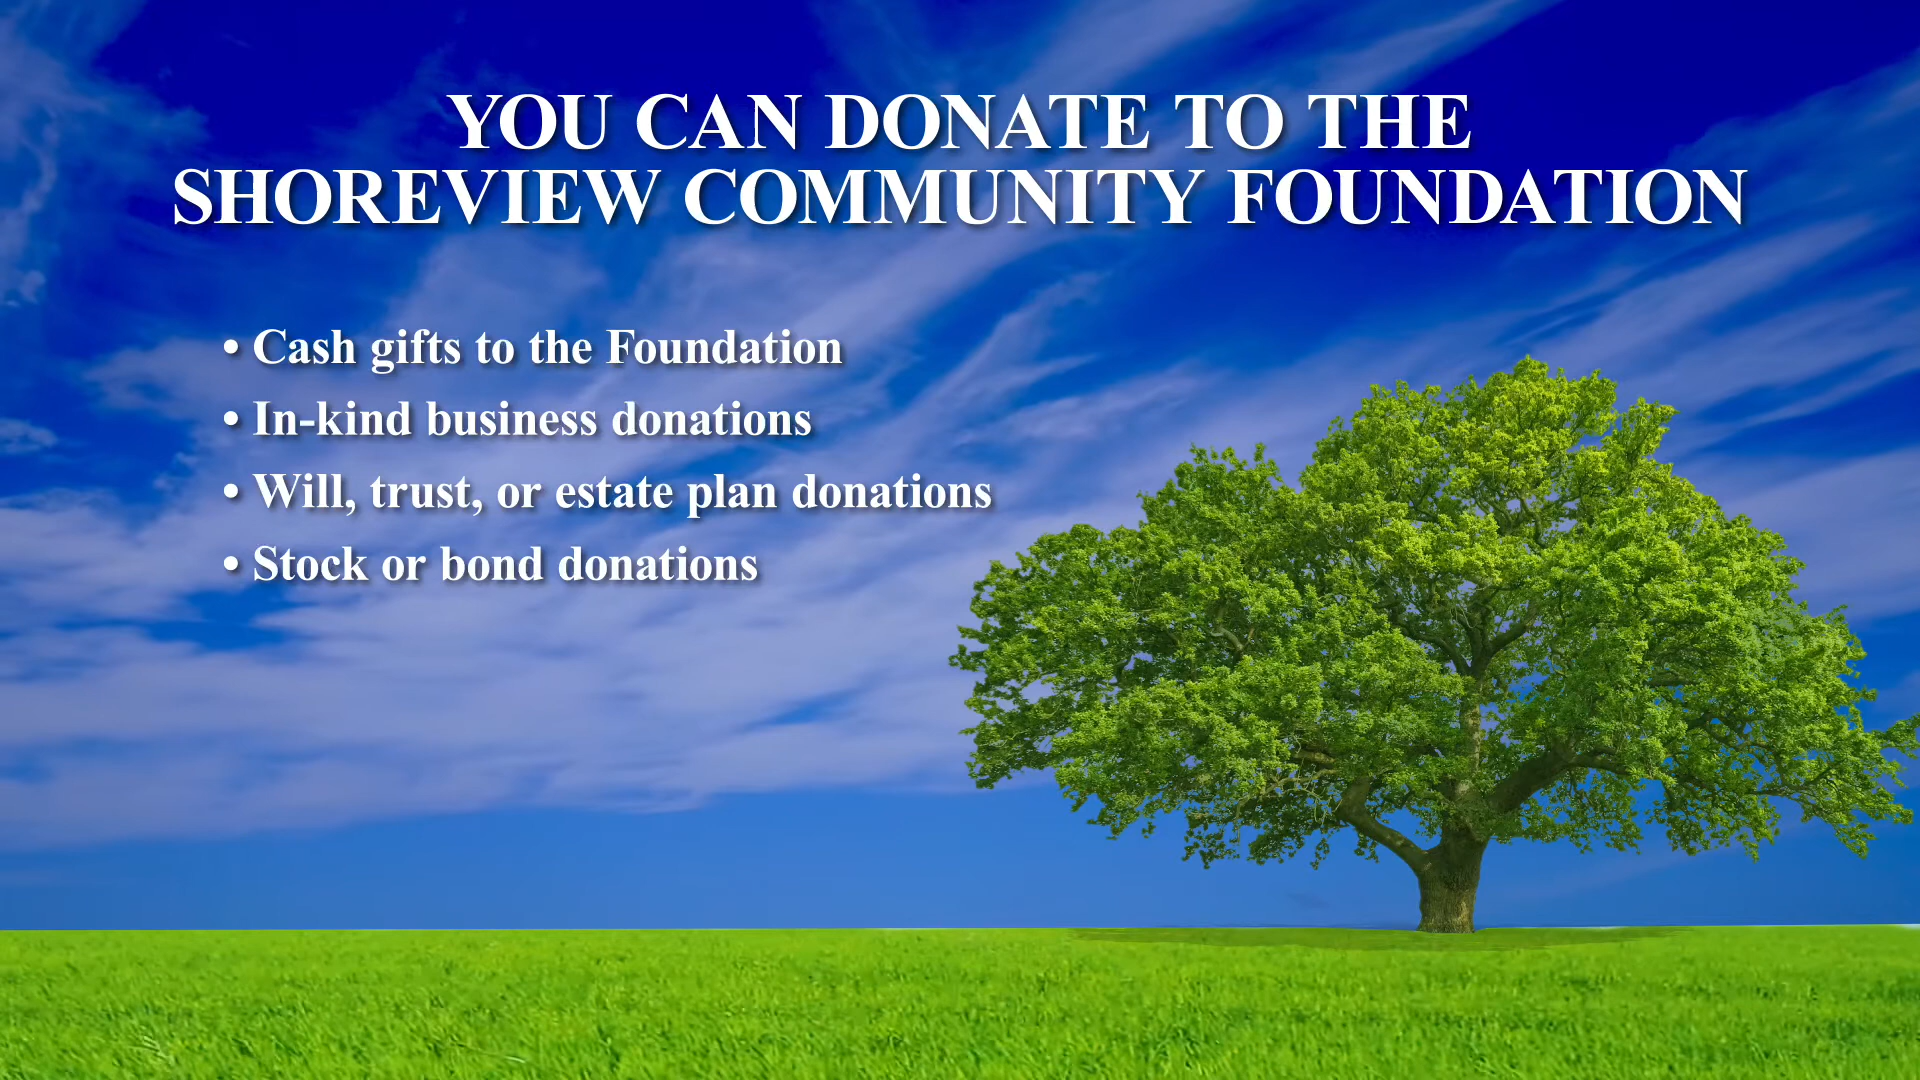 YOU CAN DONATE TO THE
SHOREVIEW COMMUNITY FOUNDATION
• Cash gifts to the Foundation
• In-kind business donations
• Will, trust, or estate plan donations
• Stock or bond donations